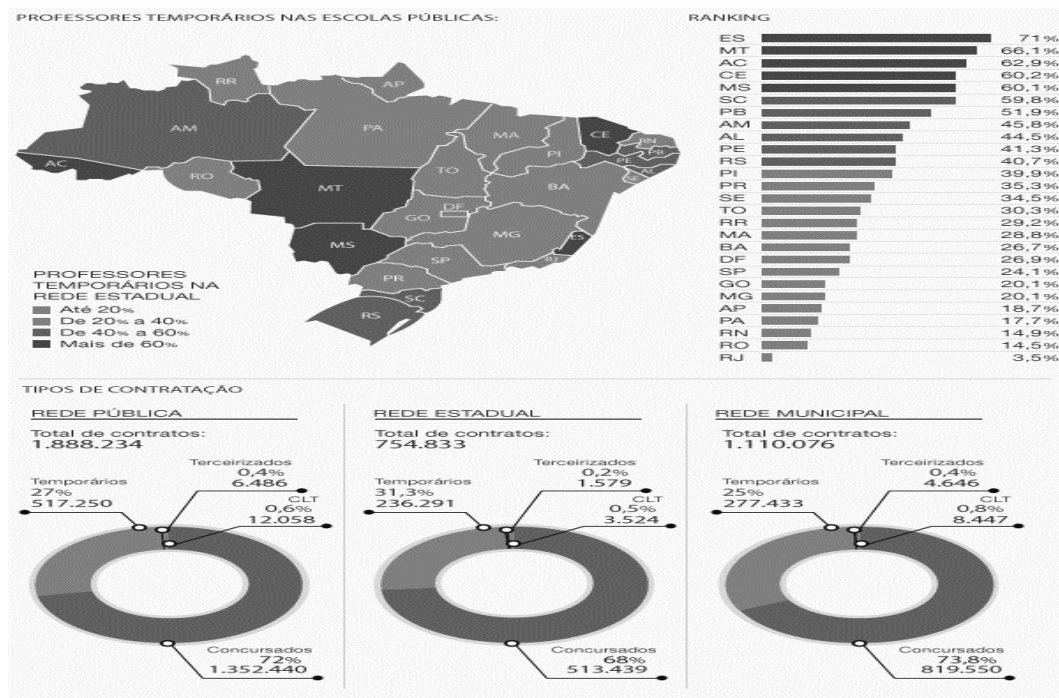 PROFESSORES TEMPORÁRIOS NAS ESCOLAS PÚBLICAS:
RR
AP
AM
PA
MA
CE
RN
PI
PB
PE
AC
AL
TO
SE
RO
BA
MT
DF
GO
MG
MS
ES
SP
RJ
PR
SC
RS
PROFESSORES
TEMPORÁRIOS NA
REDE ESTADUAL
Até 20%
De 20% a 40%
De 40% a 60%
Mais de 60%
RANKING
ES 71%
MT 66,1%
AC 62,9%
CE 60,2%
MS 60,1%
SC 59,8%
PB 51,9%
AM 45,8%
AL 44,5%
PE 41,3%
RS 40,7%
PI 39,9%
PR 35,3%
SE 34,5%
TO 30,3%
RR 29,2%
MA 28,8%
BA 26,7%
DF 26,9%
SP 24,1%
GO 20,1%
MG 20,1%
AP 18,7%
PA 17,7%
RN 14,9%
RO 14,5%
RJ 3,5%
TIPOS DE CONTRATAÇÃO
REDE PÚBLICA
Total de contratos:
1.888.234
Terceirizados
0,4%
6.486
Temporários
27%
517.250
CLT
0,6%
12.058
Concursados
72%
1.352.440
REDE ESTADUAL
Total de contratos:
754.833
Terceirizados
0,2%
1.579
Temporários
31,3%
236.291
CLT
0,5%
3.524
Concursados
68%
513.439
REDE MUNICIPAL
Total de contratos:
1.110.076
Terceirizados
0,4%
4.646
Temporários
25%
277.433
CLT
0,8%
8.447
Concursados
73,8%
819.550